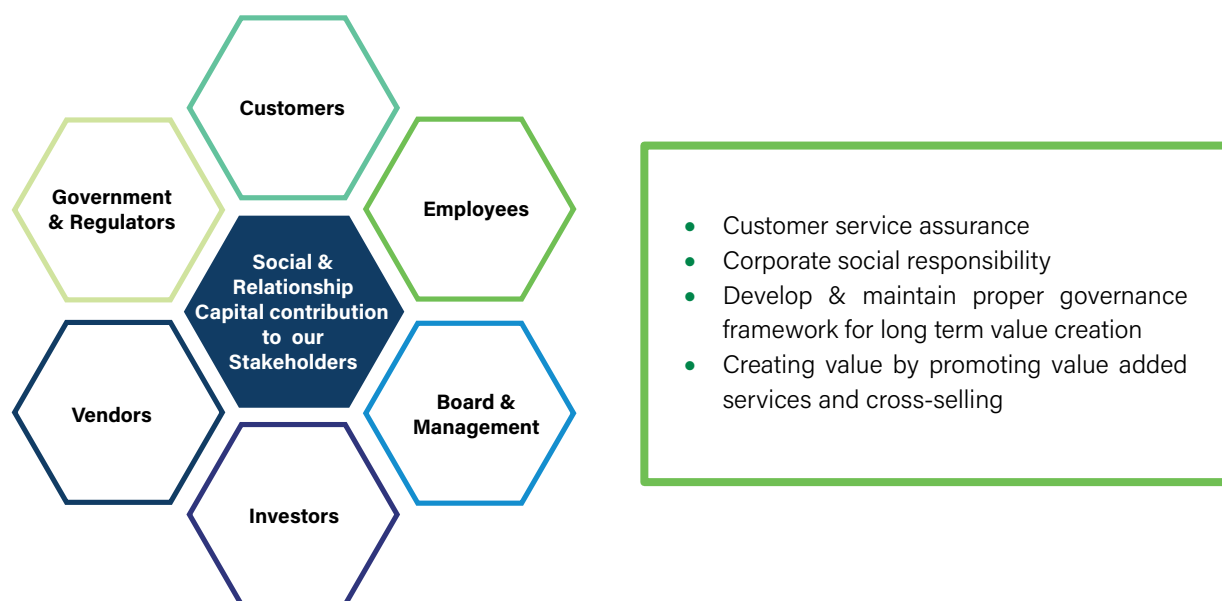 Customers
Government
& Regulators
Employees
Social &
Relationship
Capital contribution
to our
Stakeholders
Vendors
Board &
Management
Investors
• Customer service assurance
• Corporate social responsibility
• Develop & maintain proper governance
framework for long term value creation
• Creating value by promoting value added
services and cross-selling